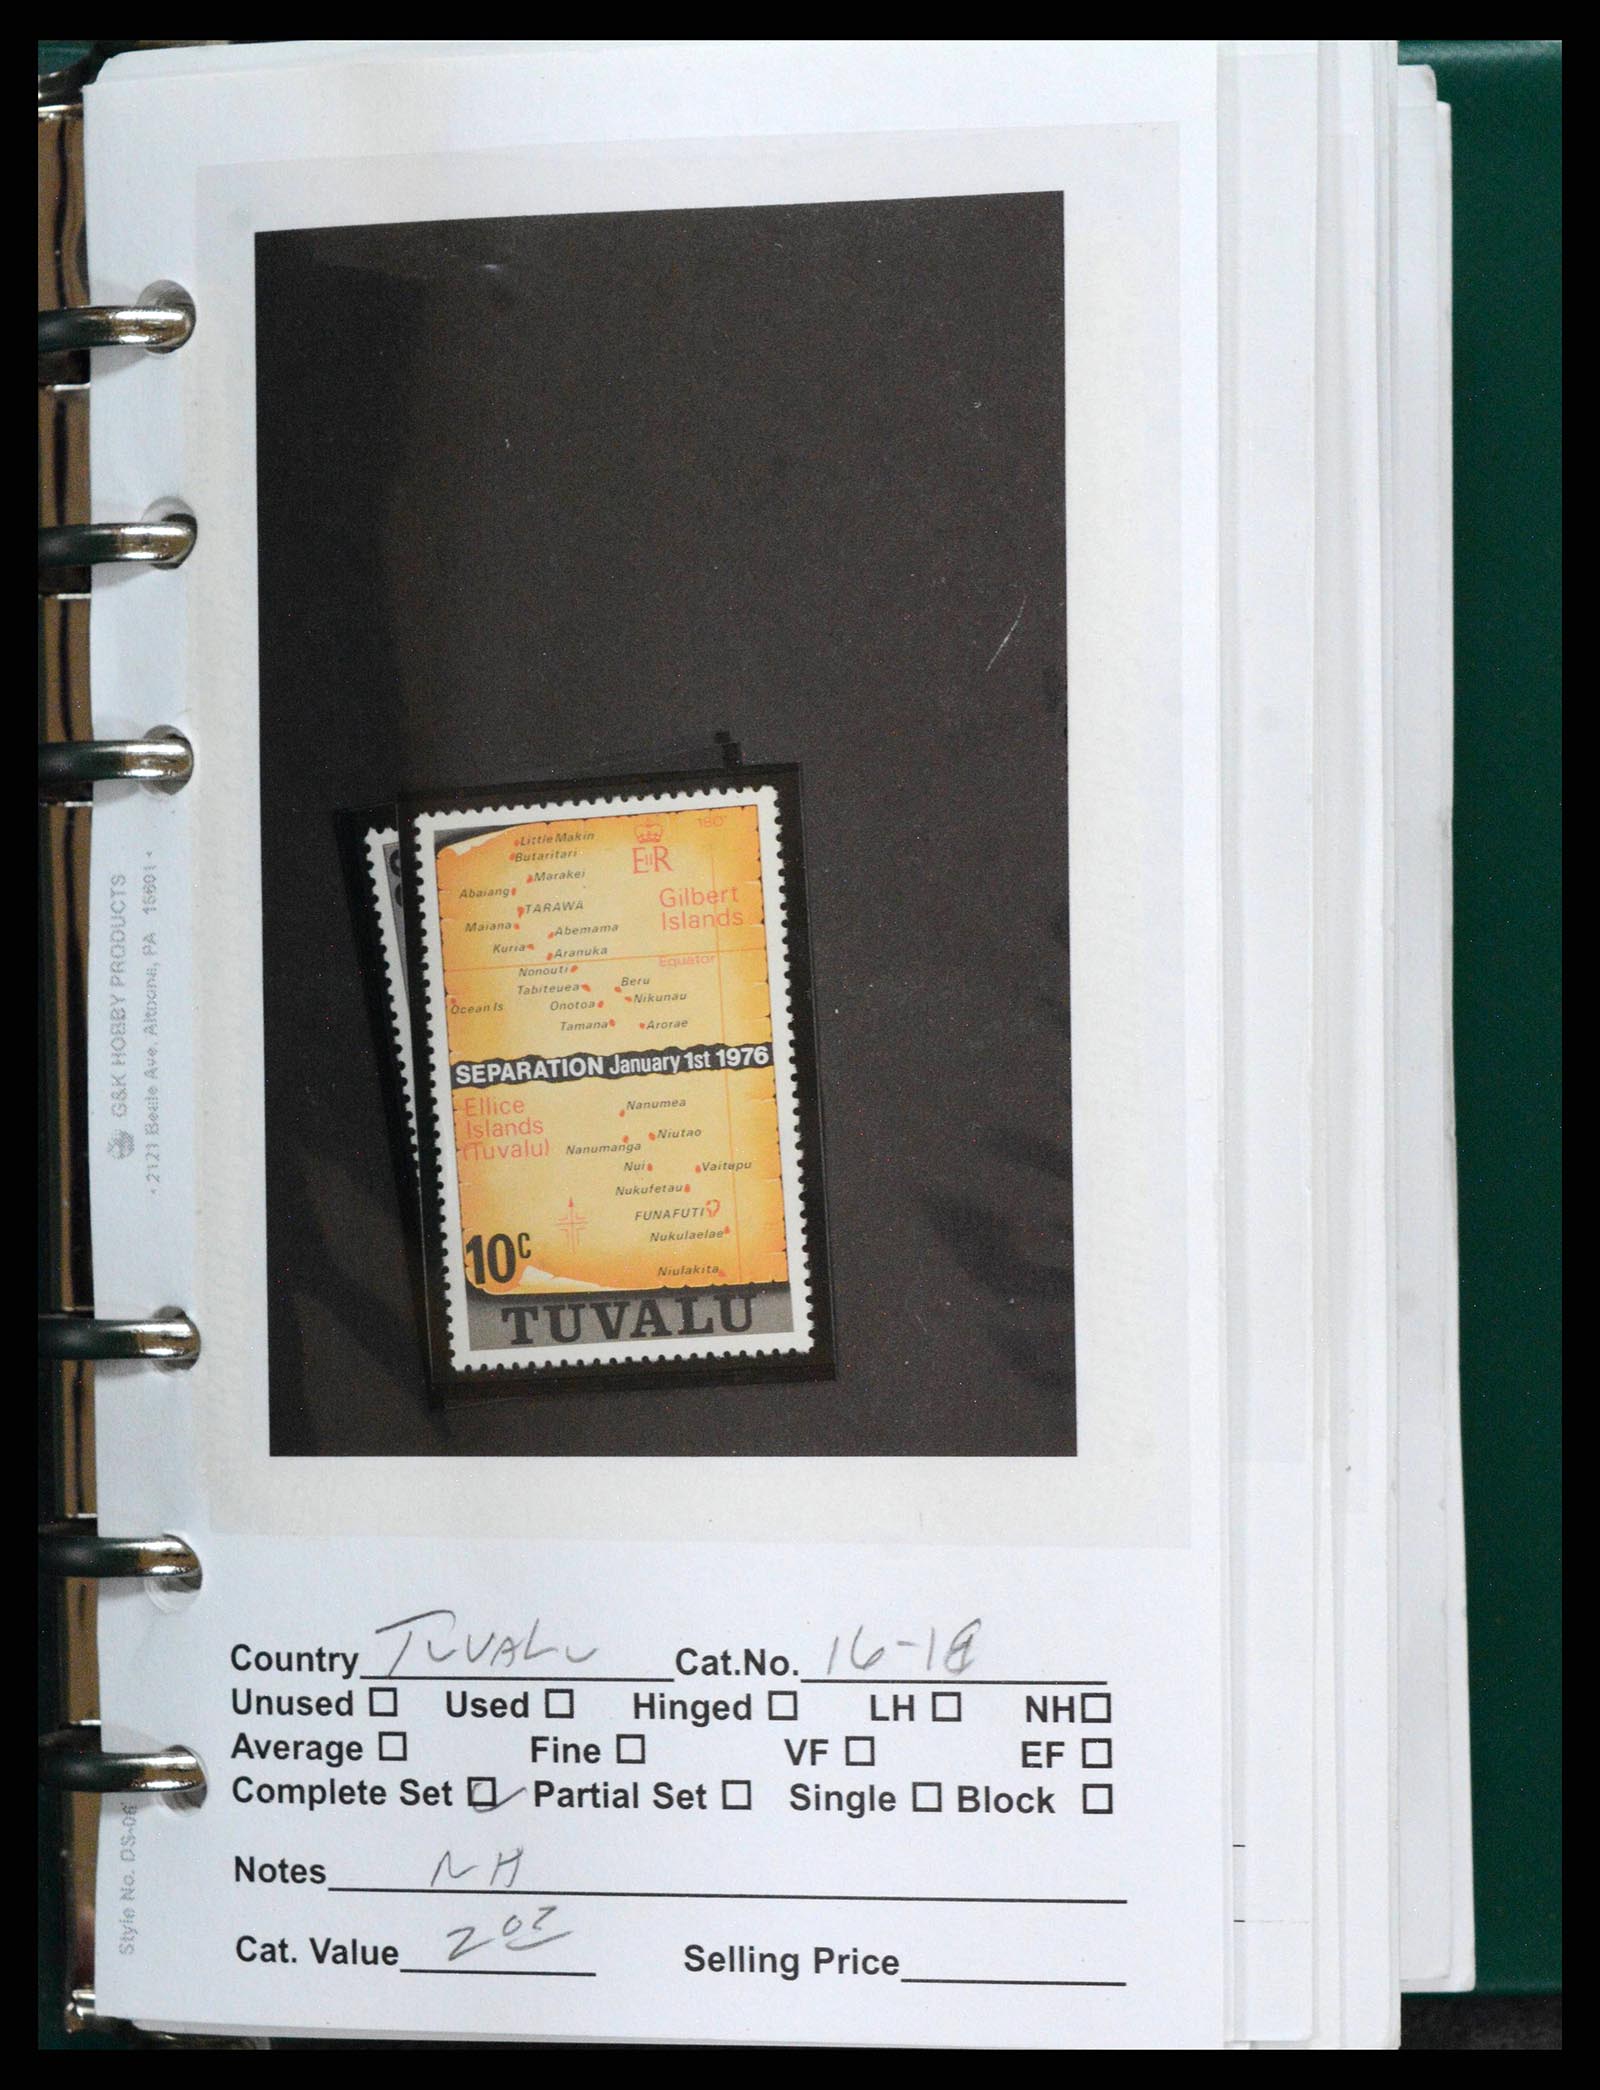 G&K HOBBY PRODUCTS
2121 Beale Ave. Altoona, PA 16601
Style No. DS-06
Little Makin
Butaritari
Marakei
Abaiang
TARAWA
Maiana
Abemama
Kuria
Aranuka
Nonouti
Tabiteuea
Beru
Ocean Is
Onotoa
Nikunau
Tamana
Arorae
180°
EIIR
Gilbert
Islands
Equator
SEPARATION January 1st 1976
Ellice
Islands
(Tuvalu)
Nanumea
Niutao
Nanumanga
Nui
Vaitupu
Nukufetau
FUNAFUTI
Nukulaelae
Niulakita
10c
TUVALU
Country TUVALU Cat.No. 16-18
Unused Used Hinged LH NH
Average Fine VF EF
Complete Set Partial Set Single Block
Notes NH
Cat. Value Selling Price